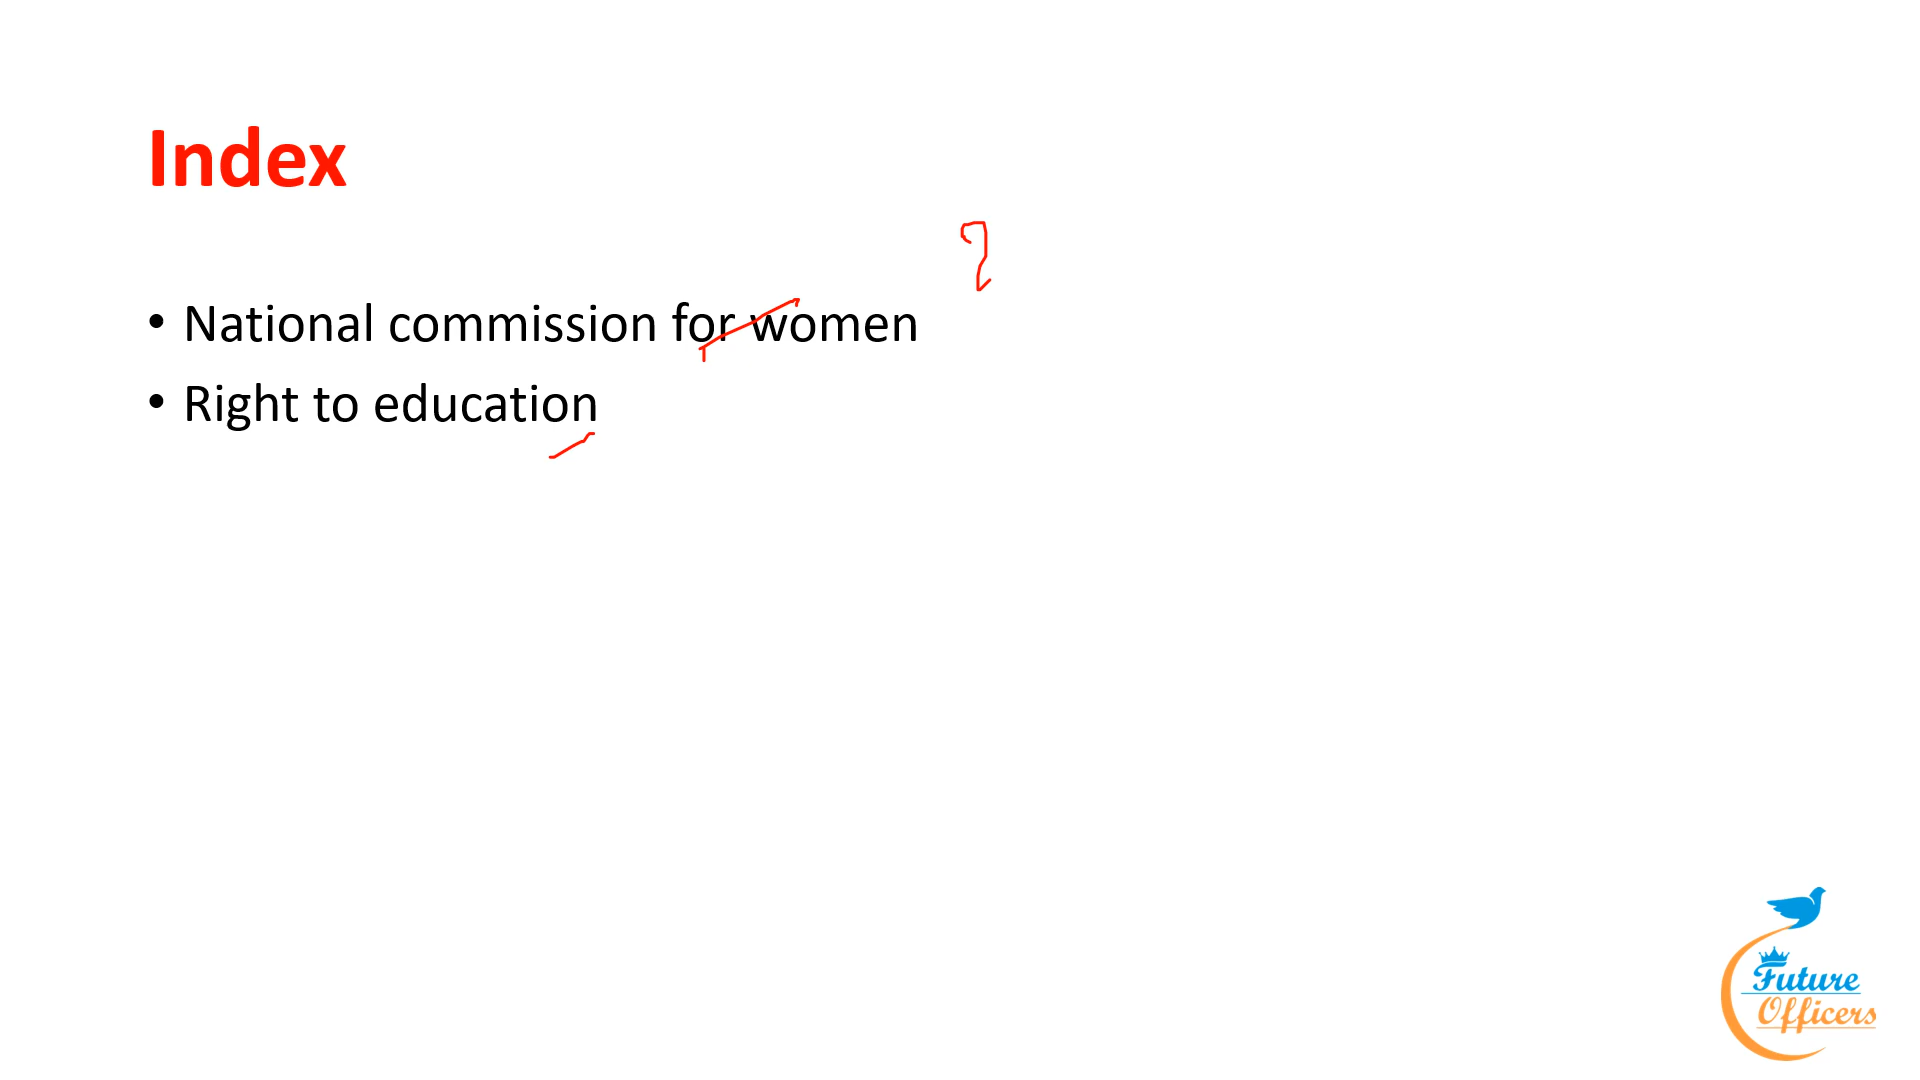 Index
?
• National commission for women
• Right to education
Future
Officers